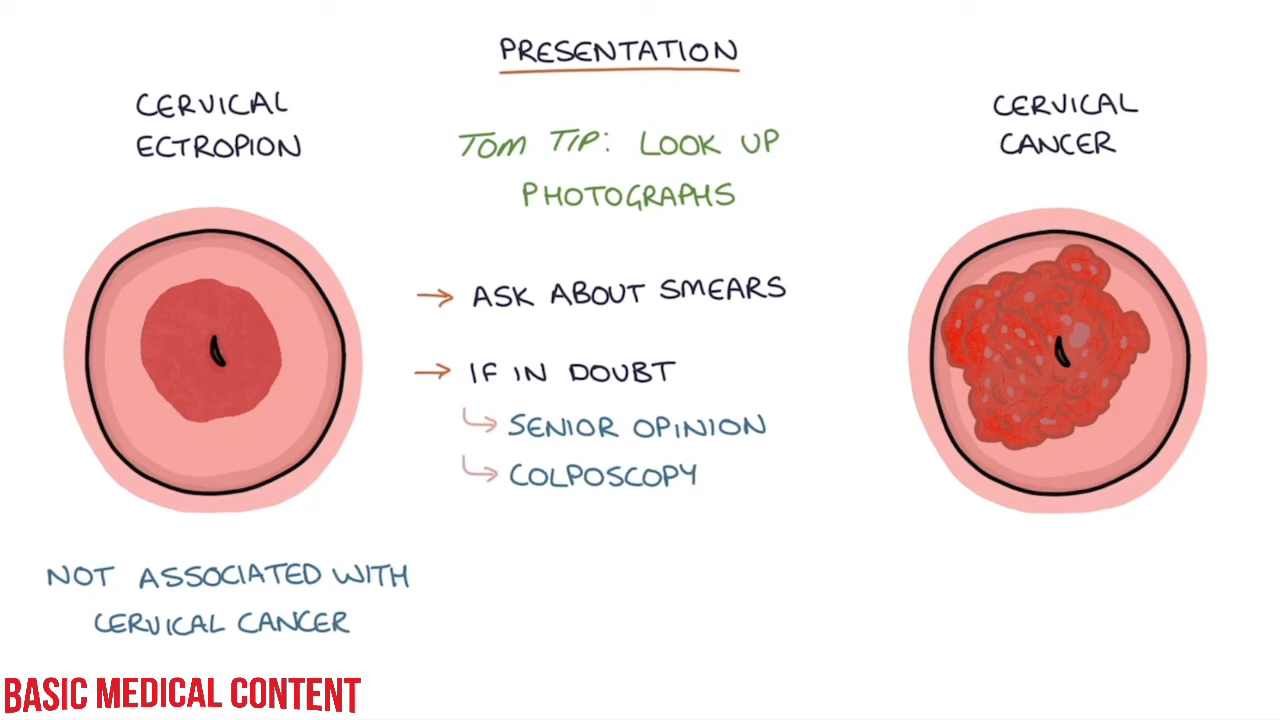 PRESENTATION
CERVICAL
ECTROPION
TOM TIP: LOOK UP
PHOTOGRAPHS
CERVICAL
CANCER
→ ASK ABOUT SMEARS
→ IF IN DOUBT
↳ SENIOR OPINION
↳ COLPOSCOPY
NOT ASSOCIATED WITH
CERVICAL CANCER
BASIC MEDICAL CONTENT